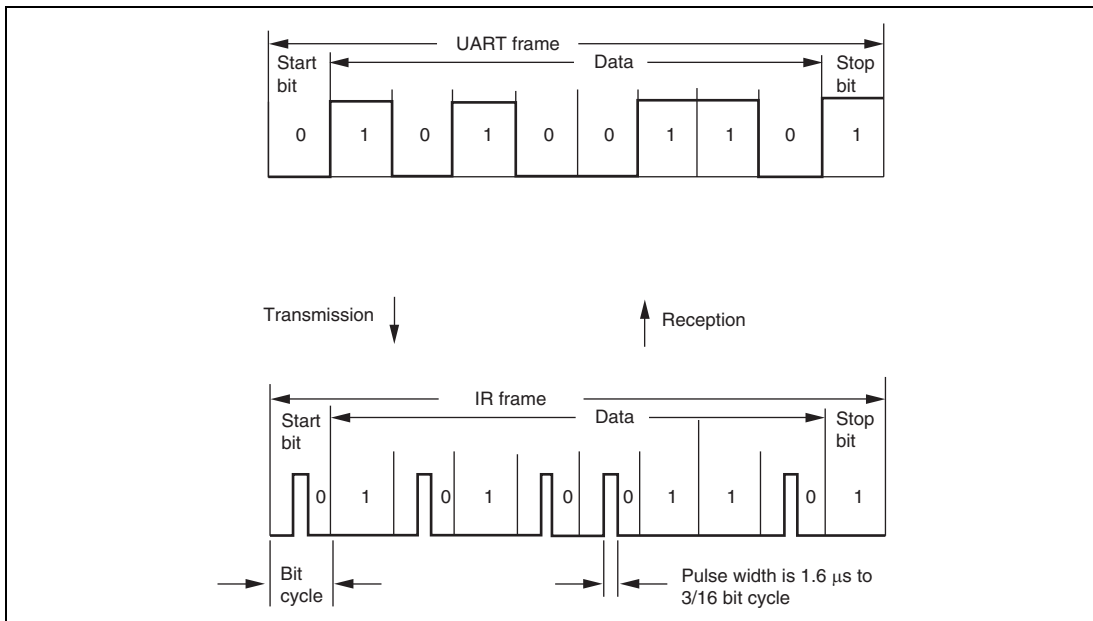 UART frame
Start bit
Data
Stop bit
0 1 0 1 0 0 1 1 0 1
Transmission
Reception
IR frame
Start bit
Data
Stop bit
0 1 0 1 0 0 1 1 0 1
Bit cycle
Pulse width is 1.6 μs to
3/16 bit cycle